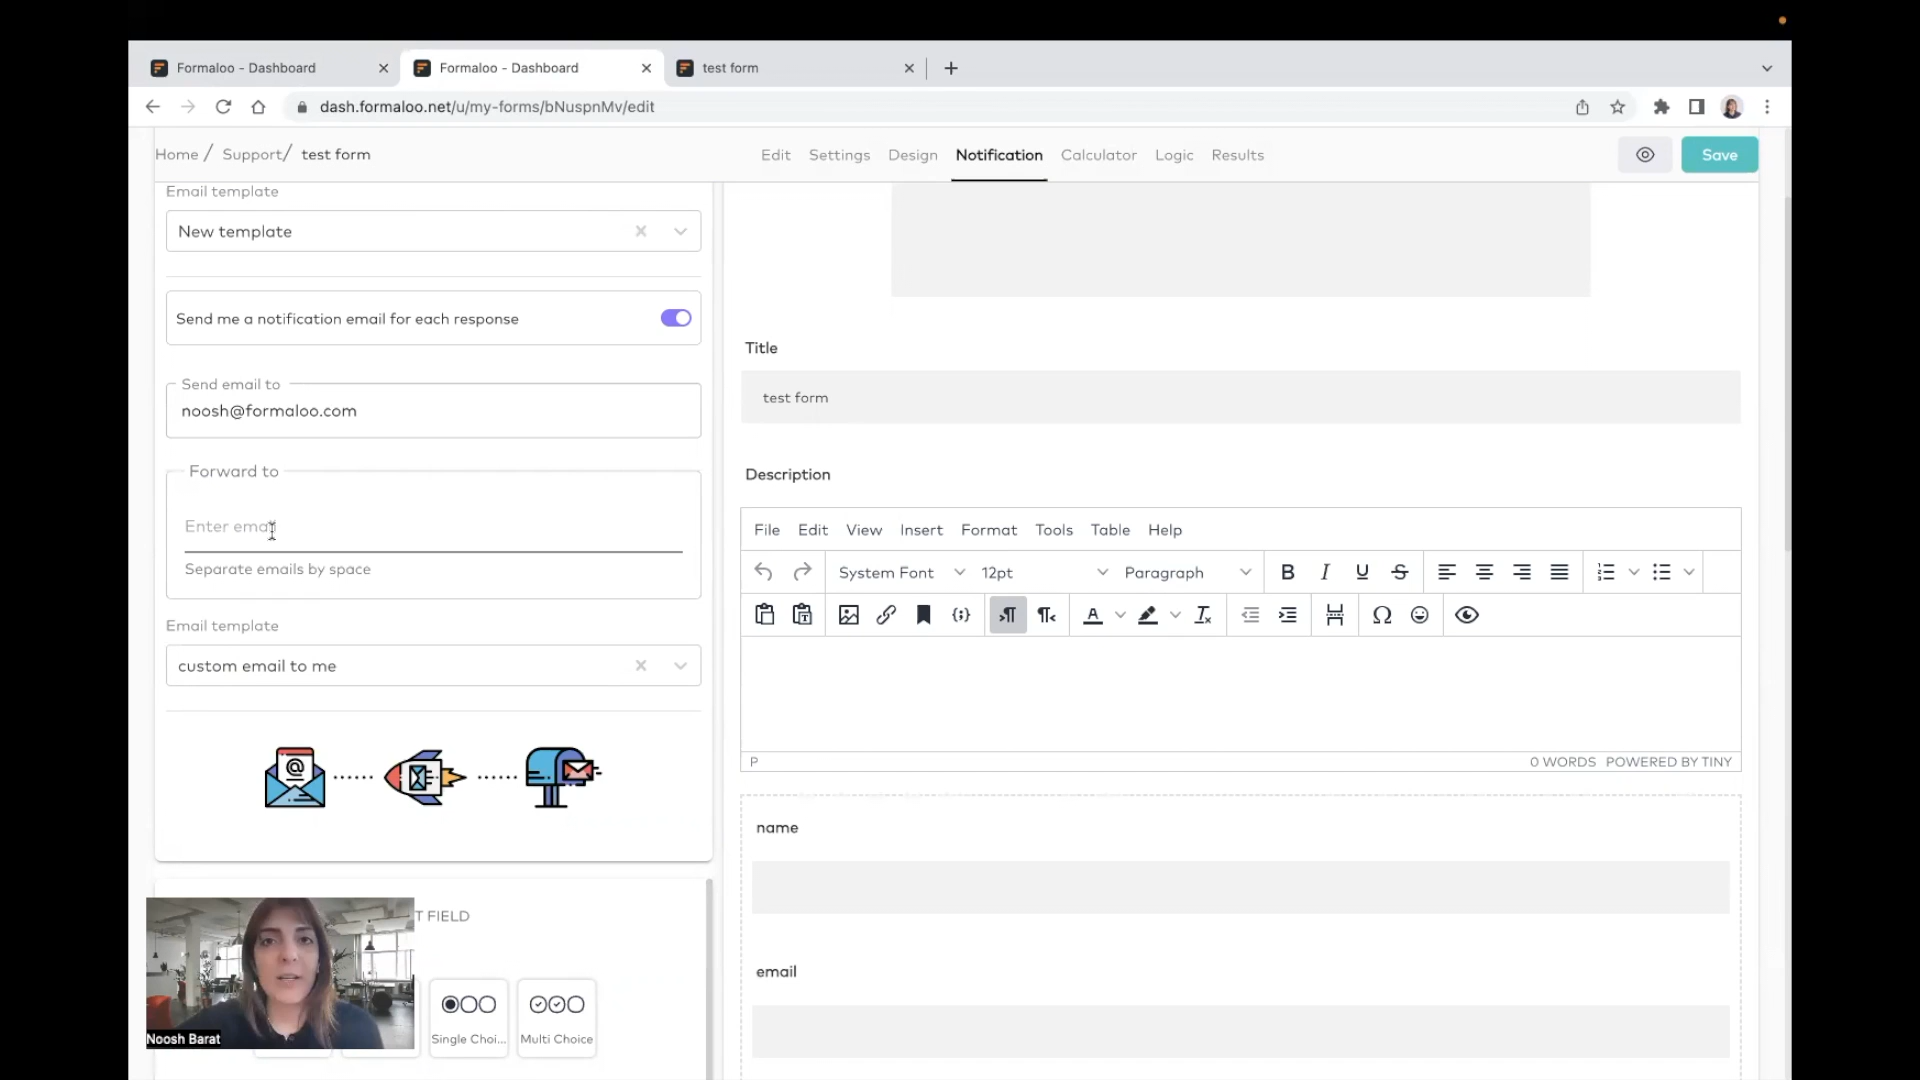 Formaloo - Dashboard
Formaloo - Dashboard
test form
dash.formaloo.net/u/my-forms/bNuspnMv/edit
Home / Support/ test form
Edit
Settings
Design
Notification
Calculator
Logic
Results
Save
Email template
New template
Send me a notification email for each response
Send email to
noosh@formaloo.com
Forward to
Enter email
Separate emails by space
Email template
custom email to me
T FIELD
Single Choi...
Multi Choice
Noosh Barat
Title
test form
Description
File Edit View Insert Format Tools Table Help
System Font 12pt Paragraph
P
0 WORDS POWERED BY TINY
name
email